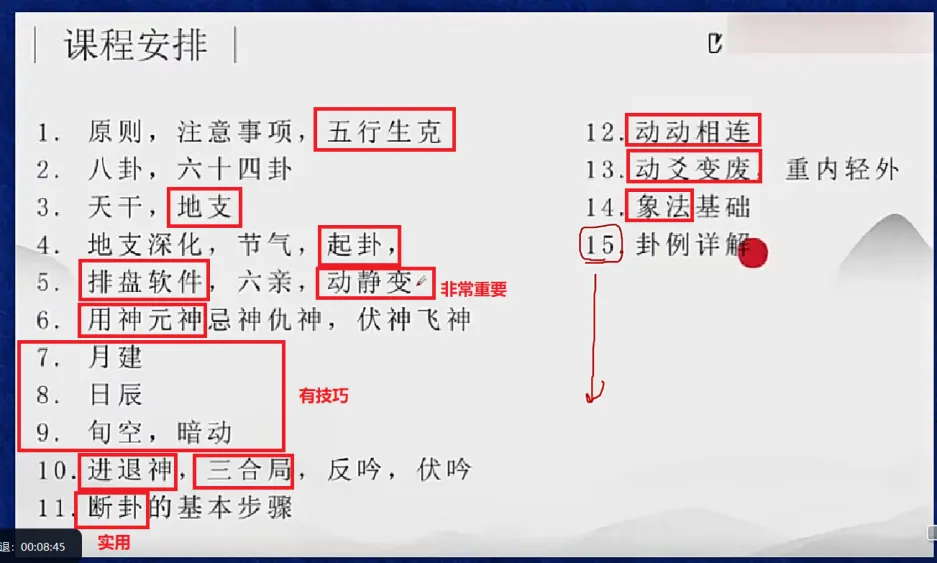 课程安排
1. 原则，注意事项，五行生克
2. 八卦，六十四卦
3. 天干，地支
4. 地支深化，节气，起卦，
5. 排盘软件，六亲，动静变
非常重要
6. 用神元神忌神仇神，伏神飞神
7. 月建
8. 日辰
有技巧
9. 旬空，暗动
10.进退神，三合局，反吟，伏吟
11.断卦的基本步骤
实用
12.动动相连
13.动爻变废，重内轻外
14.象法基础
15.卦例详解
退：00:08:45